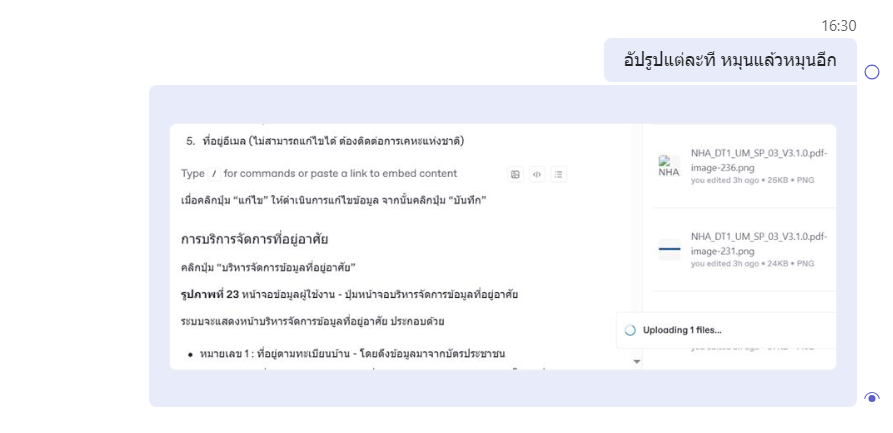 16:30
อัปรูปแต่ละที หมุนแล้วหมุนอีก
5. ที่อยู่อีเมล (ไม่สามารถแก้ไขได้ ต้องติดต่อการเคหะแห่งชาติ)
Type / for commands or paste a link to embed content
เมื่อคลิกปุ่ม “แก้ไข” ให้ดำเนินการแก้ไขข้อมูล จากนั้นคลิกปุ่ม “บันทึก”
การบริการจัดการที่อยู่อาศัย
คลิกปุ่ม “บริหารจัดการข้อมูลที่อยู่อาศัย”
รูปภาพที่ 23 หน้าจอข้อมูลผู้ใช้งาน - ปุ่มหน้าจอบริหารจัดการข้อมูลที่อยู่อาศัย
ระบบจะแสดงหน้าบริหารจัดการข้อมูลที่อยู่อาศัย ประกอบด้วย
• หมายเลข 1 : ที่อยู่ตามทะเบียนบ้าน - โดยดึงข้อมูลมาจากบัตรประชาชน
NHA
NHA_DT1_UM_SP_03_V3.1.0.pdf-
image-236.png
you edited 3h ago • 26KB • PNG
NHA_DT1_UM_SP_03_V3.1.0.pdf-
image-231.png
you edited 3h ago • 24KB • PNG
Uploading 1 files...